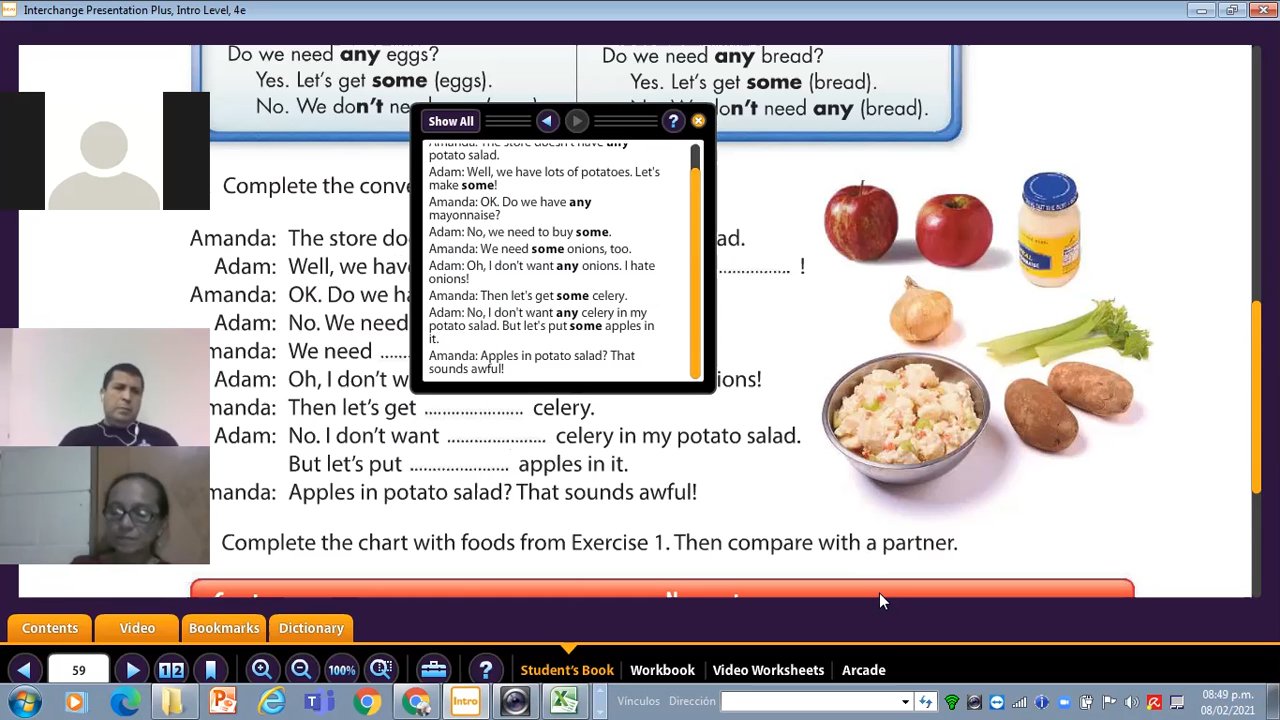 Interchange Presentation Plus, Intro Level, 4e
Do we need any eggs?
Yes. Let's get some (eggs).
No. We don't
Do we need any bread?
Yes. Let's get some (bread).
don't need any (bread).
Show All
?
Amanda: The store doesn't have any
potato salad.
Adam: Well, we have lots of potatoes. Let's
make some!
Amanda: OK. Do we have any
mayonnaise?
Adam: No, we need to buy some.
Amanda: We need some onions, too.
Adam: Oh, I don't want any onions. I hate
onions!
Amanda: Then let's get some celery.
Adam: No, I don't want any celery in my
potato salad. But let's put some apples in
it.
Amanda: Apples in potato salad? That
sounds awful!
Complete the
Amanda: The store
Adam: Well, we have
..................... !
Amanda: OK. Do we
Adam: No. We need
manda: We need
Adam: Oh, I don't
manda: Then let's get ..................... celery.
Adam: No. I don't want ..................... celery in my potato salad.
But let's put ..................... apples in it.
manda: Apples in potato salad? That sounds awful!
Complete the chart with foods from Exercise 1. Then compare with a partner.
Contents
Video
Bookmarks
Dictionary
59
12
100%
?
Student's Book
Workbook
Video Worksheets
Arcade
Intro
Vínculos
Dirección
08:49 p.m.
08/02/2021